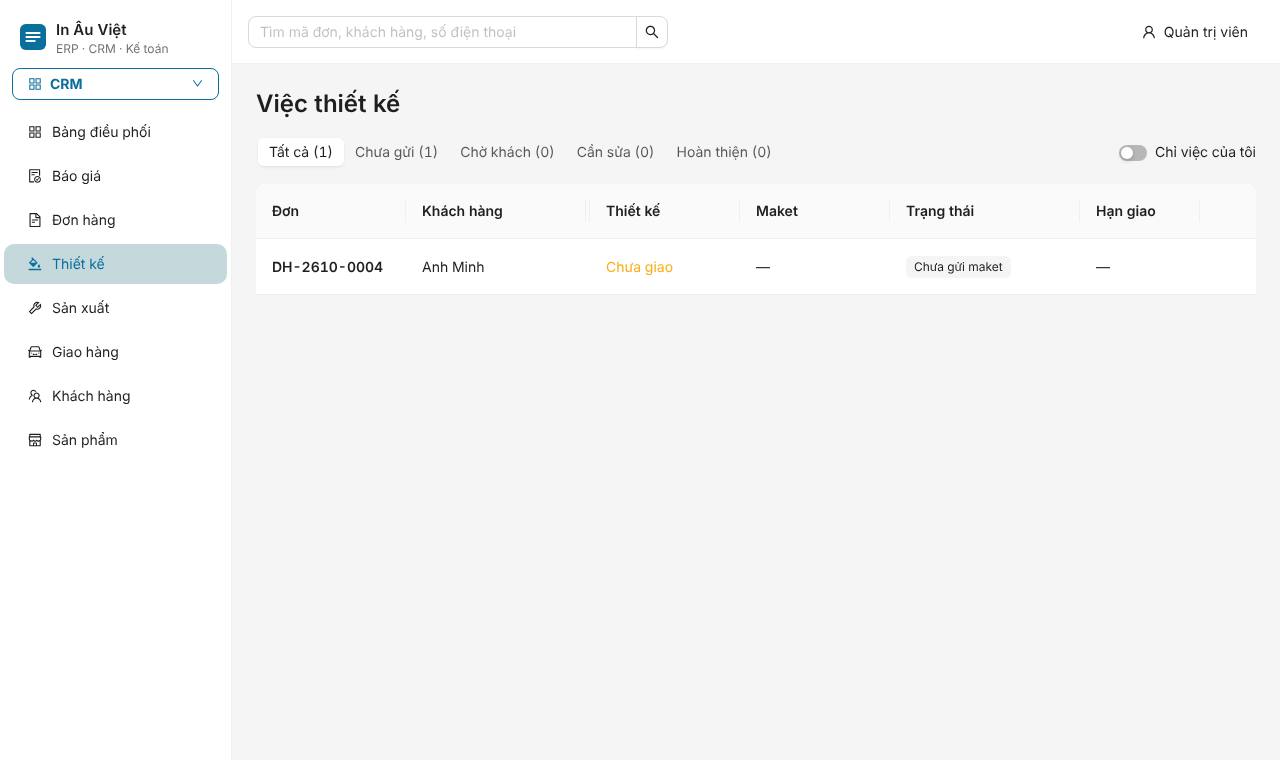 In Âu Việt
ERP · CRM · Kế toán
CRM
Bảng điều phối
Báo giá
Đơn hàng
Thiết kế
Sản xuất
Giao hàng
Khách hàng
Sản phẩm
Tìm mã đơn, khách hàng, số điện thoại
Quản trị viên
Việc thiết kế
Tất cả (1) Chưa gửi (1) Chờ khách (0) Cần sửa (0) Hoàn thiện (0) Chỉ việc của tôi
Đơn Khách hàng Thiết kế Maket Trạng thái Hạn giao
DH-2610-0004 Anh Minh Chưa giao — Chưa gửi maket —